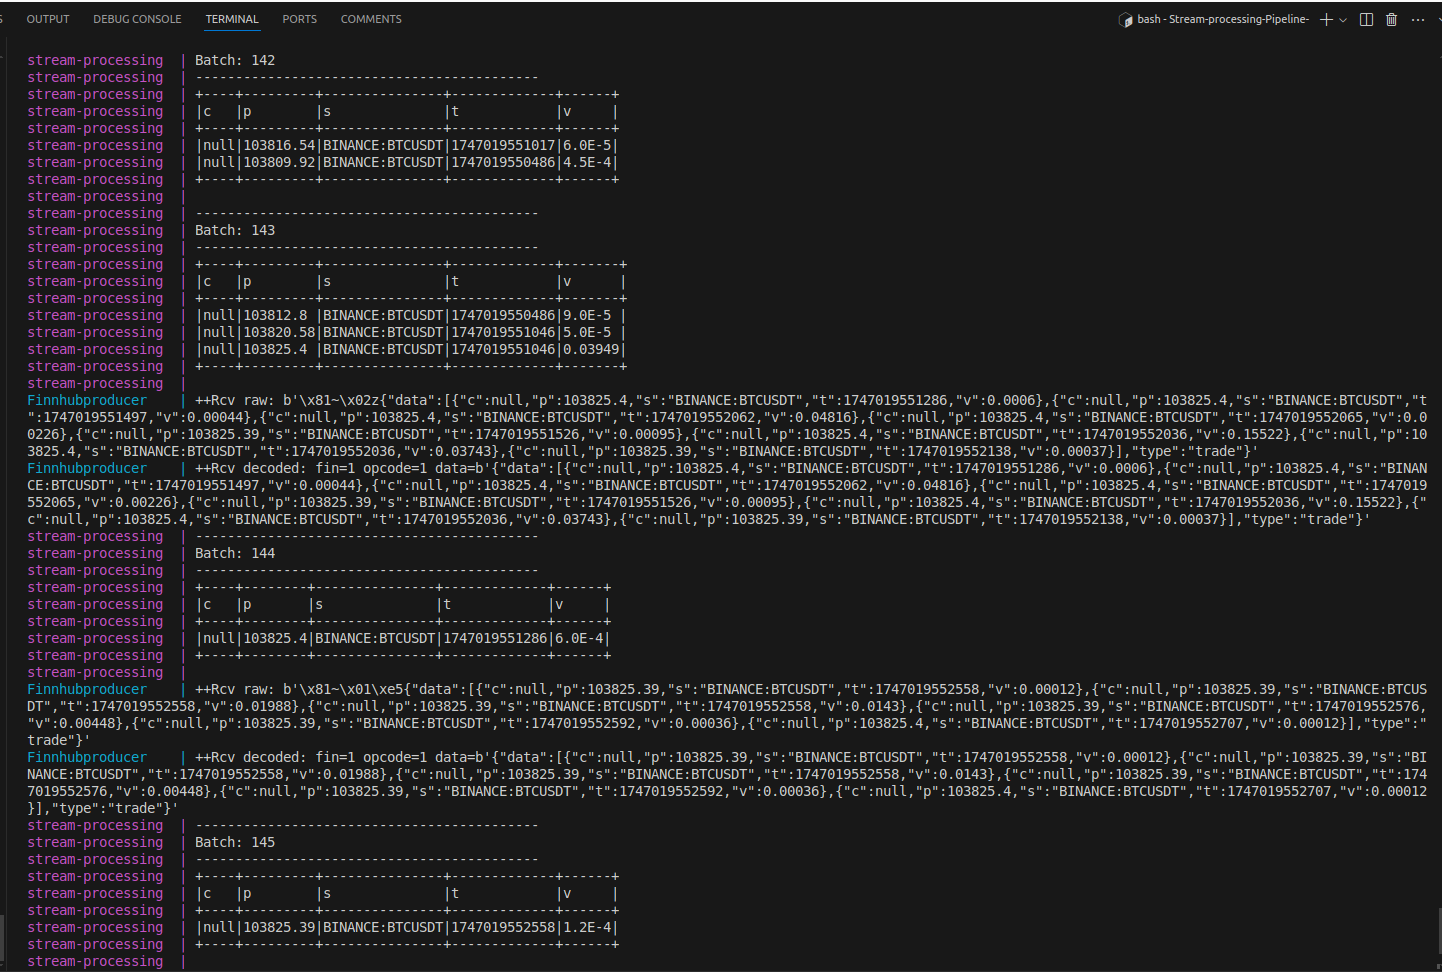 OUTPUT DEBUG CONSOLE TERMINAL PORTS COMMENTS bash - Stream-processing-Pipeline-
stream-processing | Batch: 142
stream-processing | -------------------------------------------
stream-processing | +----+---------+---------------+-------------+------+
stream-processing | |c   |p        |s              |t            |v     |
stream-processing | +----+---------+---------------+-------------+------+
stream-processing | |null|103816.54|BINANCE:BTCUSDT|1747019551017|6.0E-5|
stream-processing | |null|103809.92|BINANCE:BTCUSDT|1747019550486|4.5E-4|
stream-processing | +----+---------+---------------+-------------+------+
stream-processing |
stream-processing | -------------------------------------------
stream-processing | Batch: 143
stream-processing | -------------------------------------------
stream-processing | +----+---------+---------------+-------------+-------+
stream-processing | |c   |p        |s              |t            |v      |
stream-processing | +----+---------+---------------+-------------+-------+
stream-processing | |null|103812.8 |BINANCE:BTCUSDT|1747019550486|9.0E-5 |
stream-processing | |null|103820.58|BINANCE:BTCUSDT|1747019551046|5.0E-5 |
stream-processing | |null|103825.4 |BINANCE:BTCUSDT|1747019551046|0.03949|
stream-processing | +----+---------+---------------+-------------+-------+
stream-processing |
Finnhubproducer | ++Rcv raw: b'\x81~\x02z{"data":[{"c":null,"p":103825.4,"s":"BINANCE:BTCUSDT","t":1747019551286,"v":0.0006},{"c":null,"p":103825.4,"s":"BINANCE:BTCUSDT","t
":1747019551497,"v":0.00044},{"c":null,"p":103825.4,"s":"BINANCE:BTCUSDT","t":1747019552062,"v":0.04816},{"c":null,"p":103825.4,"s":"BINANCE:BTCUSDT","t":1747019552065,"v":0.0
0226},{"c":null,"p":103825.39,"s":"BINANCE:BTCUSDT","t":1747019551526,"v":0.00095},{"c":null,"p":103825.4,"s":"BINANCE:BTCUSDT","t":1747019552036,"v":0.15522},{"c":null,"p":10
3825.4,"s":"BINANCE:BTCUSDT","t":1747019552036,"v":0.03743},{"c":null,"p":103825.39,"s":"BINANCE:BTCUSDT","t":1747019552138,"v":0.00037}],"type":"trade"}'
Finnhubproducer | ++Rcv decoded: fin=1 opcode=1 data=b'{"data":[{"c":null,"p":103825.4,"s":"BINANCE:BTCUSDT","t":1747019551286,"v":0.0006},{"c":null,"p":103825.4,"s":"BINAN
CE:BTCUSDT","t":1747019551497,"v":0.00044},{"c":null,"p":103825.4,"s":"BINANCE:BTCUSDT","t":1747019552062,"v":0.04816},{"c":null,"p":103825.4,"s":"BINANCE:BTCUSDT","t":1747019
552065,"v":0.00226},{"c":null,"p":103825.39,"s":"BINANCE:BTCUSDT","t":1747019551526,"v":0.00095},{"c":null,"p":103825.4,"s":"BINANCE:BTCUSDT","t":1747019552036,"v":0.15522},{"
c":null,"p":103825.4,"s":"BINANCE:BTCUSDT","t":1747019552036,"v":0.03743},{"c":null,"p":103825.39,"s":"BINANCE:BTCUSDT","t":1747019552138,"v":0.00037}],"type":"trade"}'
stream-processing | -------------------------------------------
stream-processing | Batch: 144
stream-processing | -------------------------------------------
stream-processing | +----+--------+---------------+-------------+------+
stream-processing | |c   |p       |s              |t            |v     |
stream-processing | +----+--------+---------------+-------------+------+
stream-processing | |null|103825.4|BINANCE:BTCUSDT|1747019551286|6.0E-4|
stream-processing | +----+--------+---------------+-------------+------+
stream-processing |
Finnhubproducer | ++Rcv raw: b'\x81~\x01\xe5{"data":[{"c":null,"p":103825.39,"s":"BINANCE:BTCUSDT","t":1747019552558,"v":0.00012},{"c":null,"p":103825.39,"s":"BINANCE:BTCUS
DT","t":1747019552558,"v":0.01988},{"c":null,"p":103825.39,"s":"BINANCE:BTCUSDT","t":1747019552558,"v":0.0143},{"c":null,"p":103825.39,"s":"BINANCE:BTCUSDT","t":1747019552576,
"v":0.00448},{"c":null,"p":103825.39,"s":"BINANCE:BTCUSDT","t":1747019552592,"v":0.00036},{"c":null,"p":103825.4,"s":"BINANCE:BTCUSDT","t":1747019552707,"v":0.00012}],"type":"
trade"}'
Finnhubproducer | ++Rcv decoded: fin=1 opcode=1 data=b'{"data":[{"c":null,"p":103825.39,"s":"BINANCE:BTCUSDT","t":1747019552558,"v":0.00012},{"c":null,"p":103825.39,"s":"BI
NANCE:BTCUSDT","t":1747019552558,"v":0.01988},{"c":null,"p":103825.39,"s":"BINANCE:BTCUSDT","t":1747019552558,"v":0.0143},{"c":null,"p":103825.39,"s":"BINANCE:BTCUSDT","t":174
7019552576,"v":0.00448},{"c":null,"p":103825.39,"s":"BINANCE:BTCUSDT","t":1747019552592,"v":0.00036},{"c":null,"p":103825.4,"s":"BINANCE:BTCUSDT","t":1747019552707,"v":0.00012
}],"type":"trade"}'
stream-processing | -------------------------------------------
stream-processing | Batch: 145
stream-processing | -------------------------------------------
stream-processing | +----+---------+---------------+-------------+------+
stream-processing | |c   |p        |s              |t            |v     |
stream-processing | +----+---------+---------------+-------------+------+
stream-processing | |null|103825.39|BINANCE:BTCUSDT|1747019552558|1.2E-4|
stream-processing | +----+---------+---------------+-------------+------+
stream-processing |